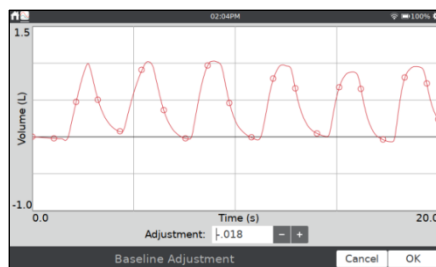 02:04PM
100%
1.5
Volume (L)
-1.0
0.0
Time (s)
20.0
Adjustment: -.018 - +
Baseline Adjustment
Cancel
OK